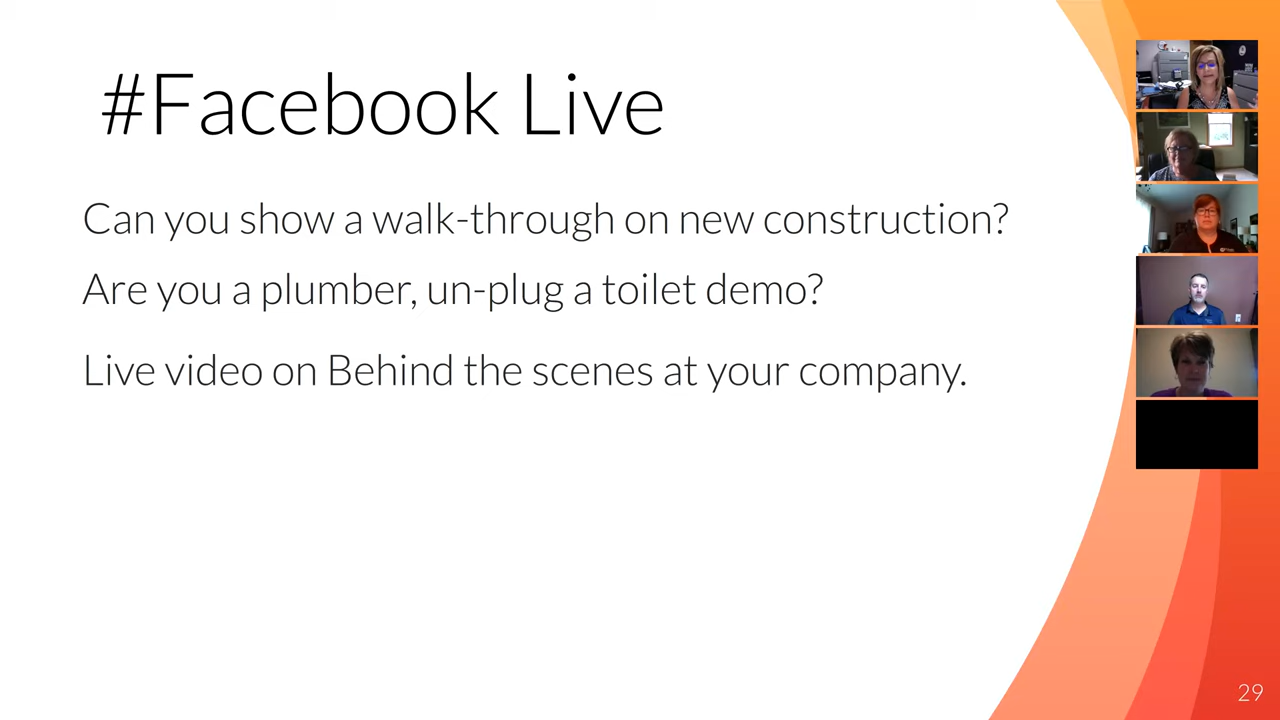 #Facebook Live
Can you show a walk-through on new construction?
Are you a plumber, un-plug a toilet demo?
Live video on Behind the scenes at your company.
29